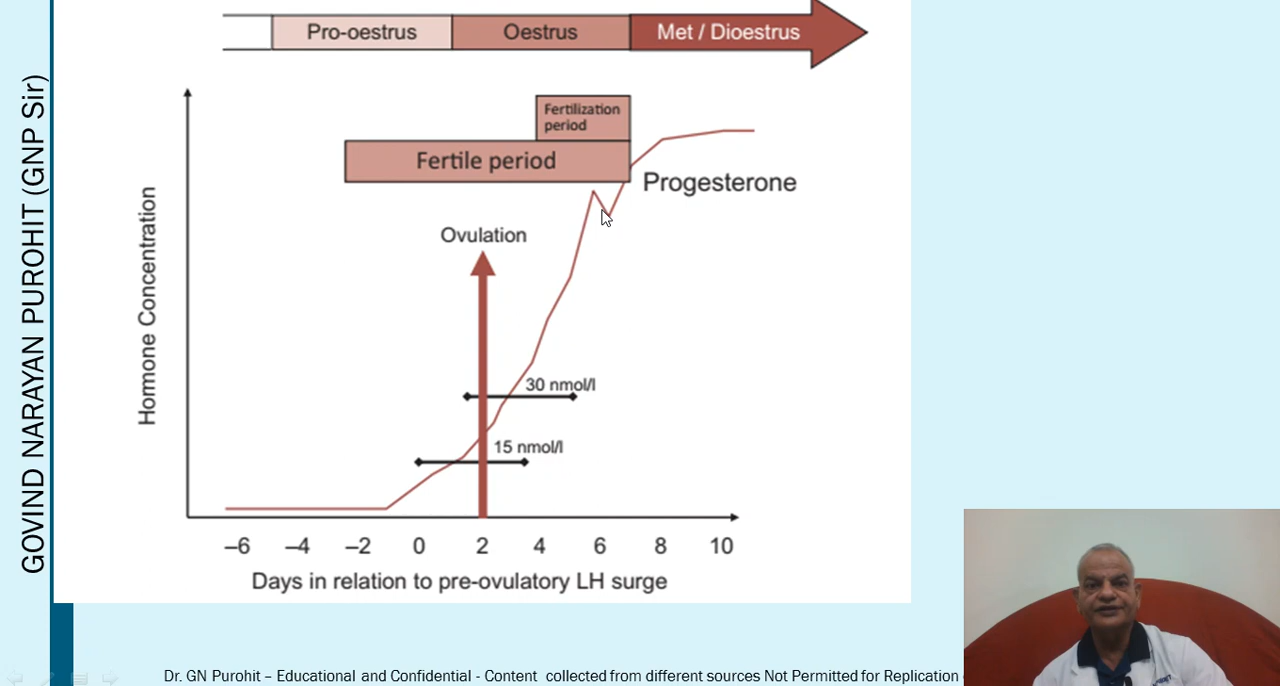 Pro-oestrus
Oestrus
Met / Dioestrus
Fertilization
period
Fertile period
Progesterone
Ovulation
30 nmol/l
15 nmol/l
Hormone Concentration
–6 –4 –2 0 2 4 6 8 10
Days in relation to pre-ovulatory LH surge
GOVIND NARAYAN PUROHIT (GNP Sir)
Dr. GN Purohit – Educational and Confidential - Content collected from different sources Not Permitted for Replication